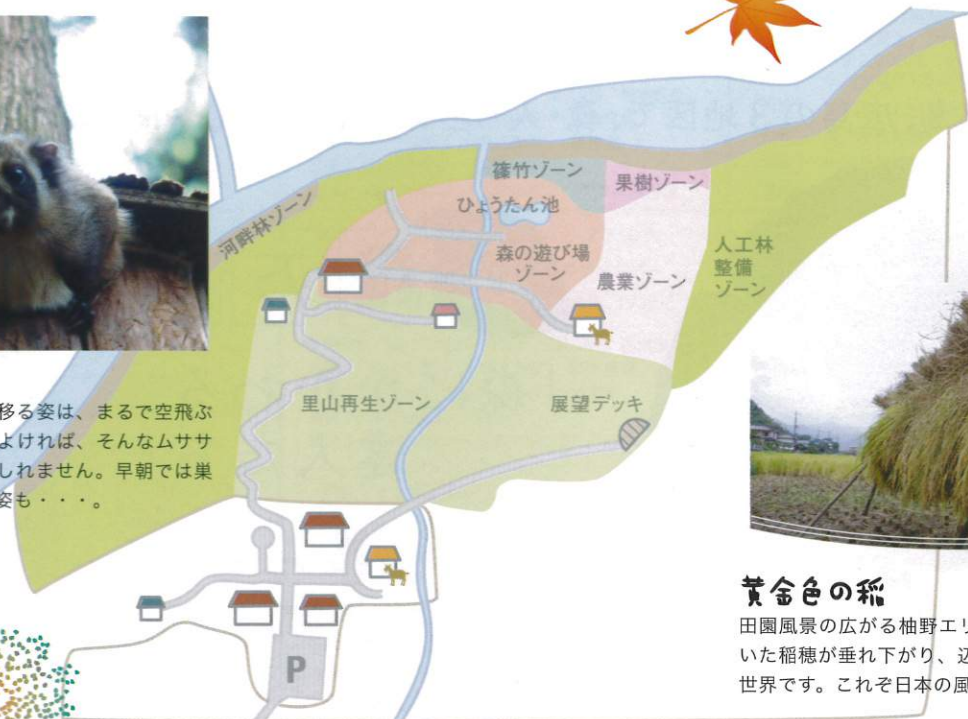 篠竹ゾーン
果樹ゾーン
ひょうたん池
河畔林ゾーン
森の遊び場
ゾーン
農業ゾーン
人工林
整備
ゾーン
里山再生ゾーン
展望デッキ
移る姿は、まるで空飛ぶ
よければ、そんなムササ
しれません。早朝では巣
姿も・・・。
P
黄金色の稲
田園風景の広がる柚野エリ
いた稲穂が垂れ下がり、辺
世界です。これぞ日本の風